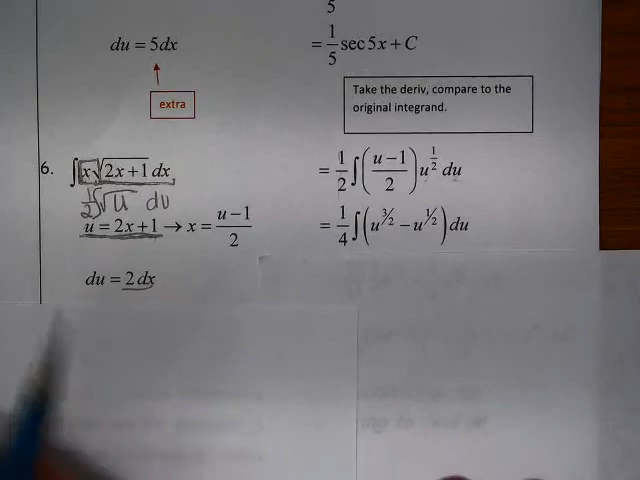 5
du = 5dx
= 1/5 sec 5x + C
extra
Take the deriv, compare to the
original integrand.
6. ∫x√(2x+1) dx
= 1/2 ∫((u−1)/2) u^(1/2) du
1/2 ∫√u du
u = 2x+1 → x = (u−1)/2
= 1/4 ∫(u^(3/2) − u^(1/2)) du
du = 2 dx